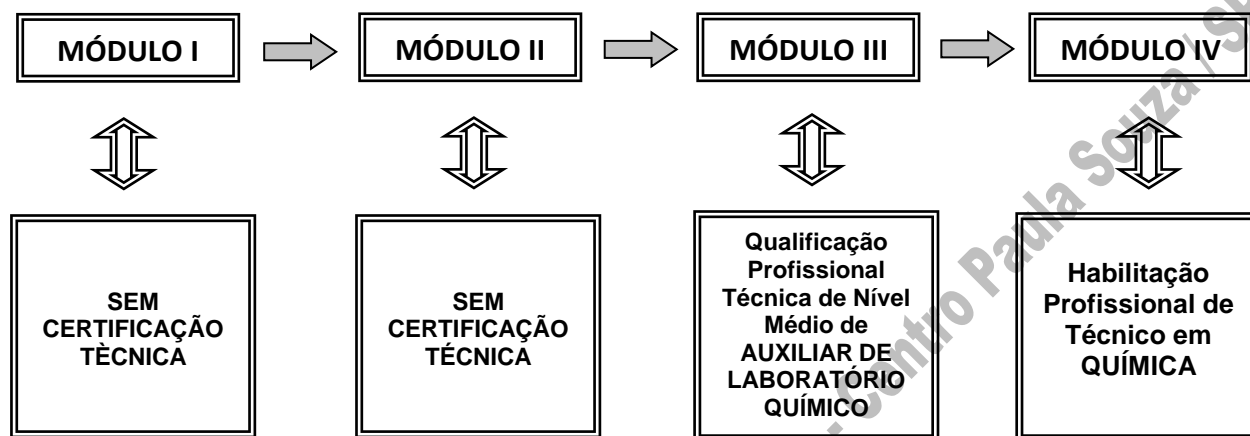 MÓDULO I
MÓDULO II
MÓDULO III
MÓDULO IV
SEM
CERTIFICAÇÃO
TÈCNICA
SEM
CERTIFICAÇÃO
TÉCNICA
Qualificação
Profissional
Técnica de Nível
Médio de
AUXILIAR DE
LABORATÓRIO
QUÍMICO
Habilitação
Profissional de
Técnico em
QUÍMICA
- Centro Paula Souza /